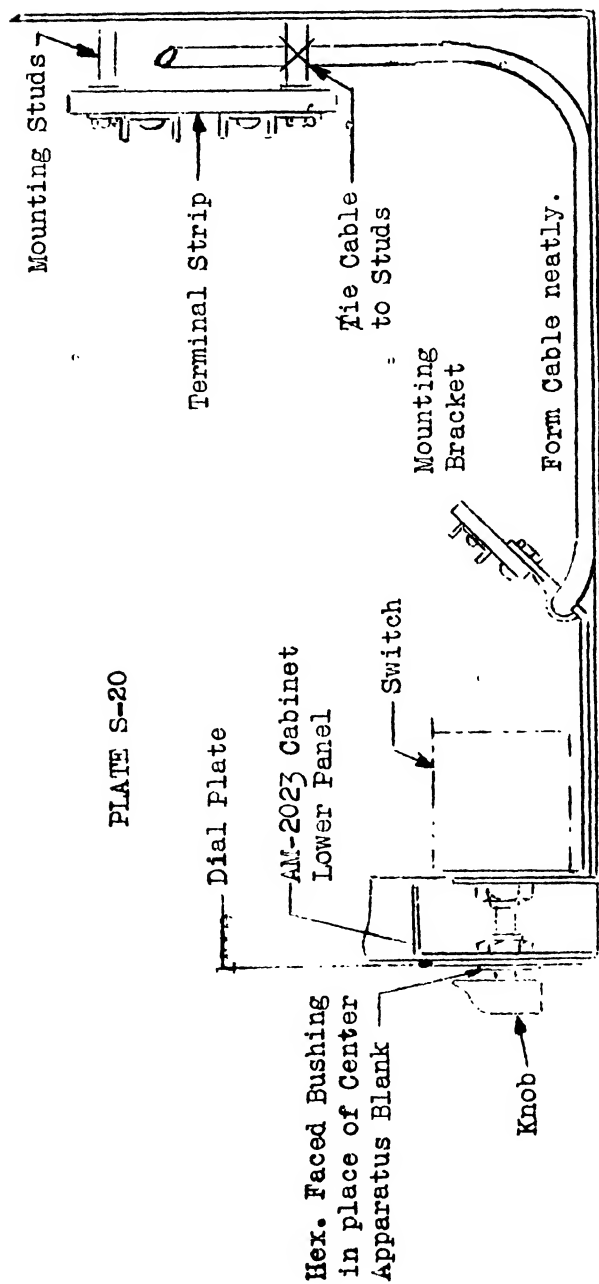 PLATE S-20
Mounting Studs
Terminal Strip
Tie Cable
to Studs
Mounting
Bracket
Form Cable neatly.
Switch
Dial Plate
AM-2023 Cabinet
Lower Panel
Hex. Faced Bushing
in place of Center
Apparatus Blank
Knob